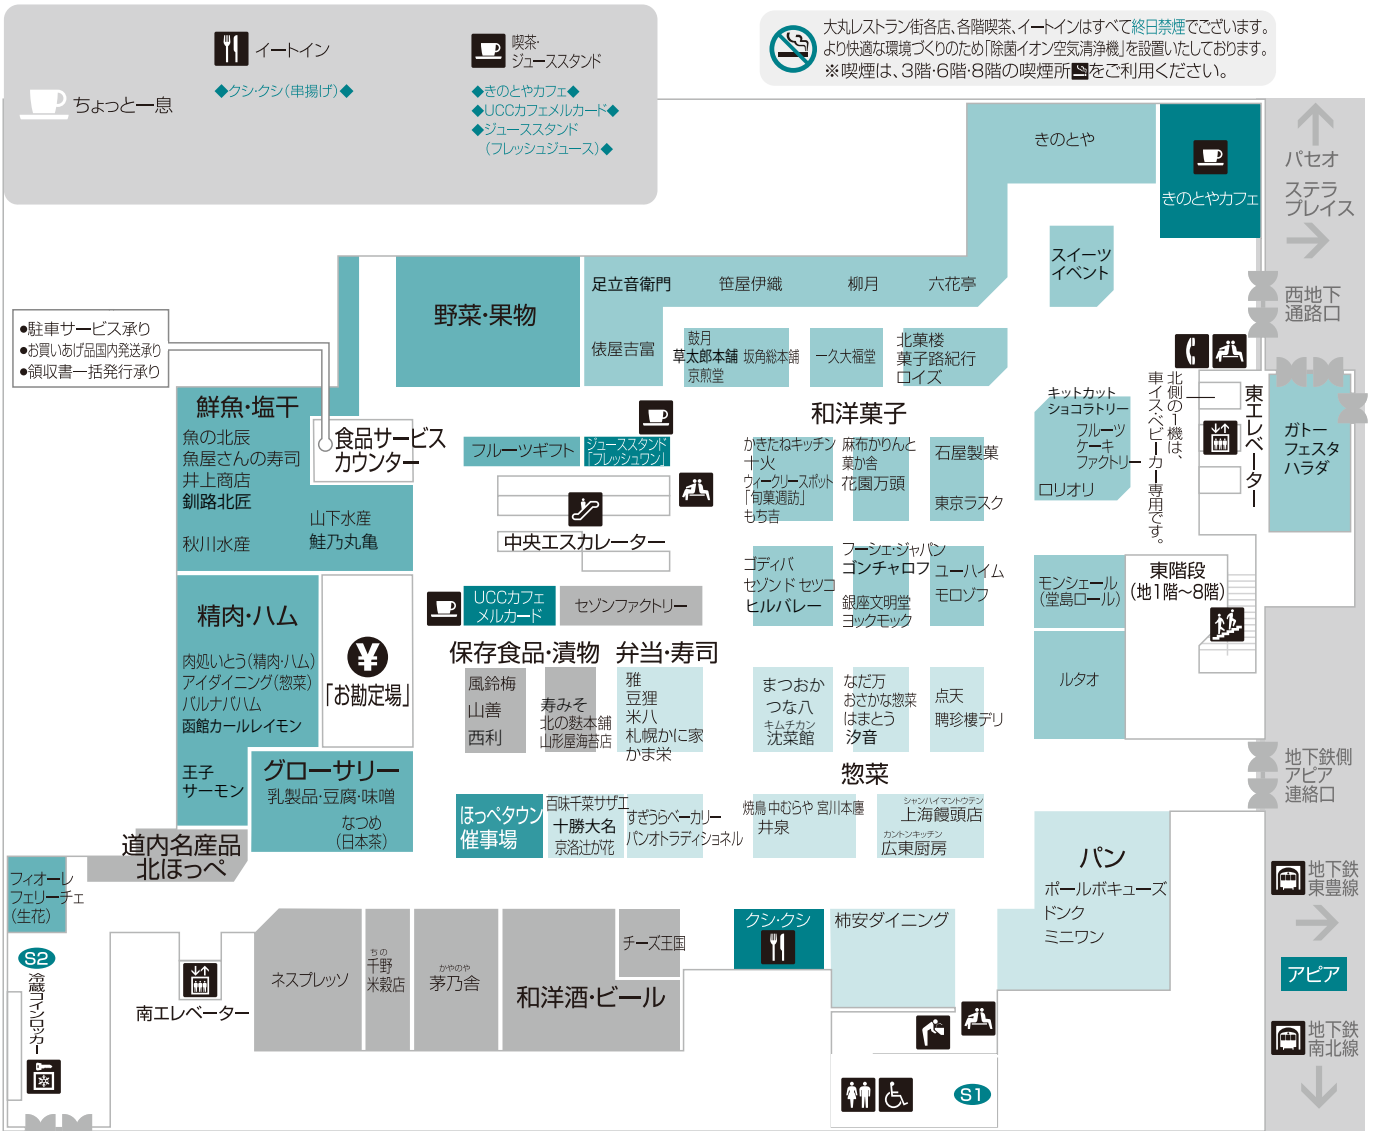 ちょっと一息
イートイン
◆クシ・クシ(串揚げ)◆
喫茶・
ジューススタンド
◆きのとやカフェ◆
◆UCCカフェメルカード◆
◆ジューススタンド
(フレッシュジュース)◆
大丸レストラン街各店、各階喫茶、イートインはすべて終日禁煙でございます。
より快適な環境づくりのため「除菌イオン空気清浄機」を設置いたしております。
※喫煙は、3階・6階・8階の喫煙所をご利用ください。
きのとや
きのとやカフェ
パセオ
ステラ
プレイス
スイーツ
イベント
西地下
通路口
足立音衛門
笹屋伊織
柳月
六花亭
野菜・果物
●駐車サービス承り
●お買いあげ品国内発送承り
●領収書一括発行承り
俵屋吉富
鼓月
草太郎本舗
京煎堂
坂角総本舗
一久大福堂
北菓楼
菓子路紀行
ロイズ
和洋菓子
キットカット
ショコラトリー
フルーツ
ケーキ
ファクトリー
ロリオリ
北側の1機は、
車イス・ベビーカー専用です。
東エレベーター
ガトー
フェスタ
ハラダ
鮮魚・塩干
魚の北辰
魚屋さんの寿司
井上商店
釧路北匠
秋川水産
山下水産
鮭乃丸亀
食品サービス
カウンター
フルーツギフト
ジューススタンド
「フレッシュワン」
中央エスカレーター
かきたねキッチン
十火
ウィークリースポット
「旬菓週訪」
もち吉
麻布かりんと
菓か舎
花園万頭
石屋製菓
東京ラスク
ゴディバ
セゾンド セツコ
ヒルバレー
フーシェ・ジャパン
ゴンチャロフ
銀座文明堂
ヨックモック
ユーハイム
モロゾフ
モンシェール
(堂島ロール)
東階段
(地1階〜8階)
ルタオ
精肉・ハム
肉処いとう(精肉・ハム)
アイダイニング(惣菜)
バルナバハム
函館カールレイモン
王子
サーモン
¥
「お勘定場」
UCCカフェ
メルカード
セゾンファクトリー
保存食品・漬物
風鈴梅
山善
西利
寿みそ
北の麩本舗
山形屋海苔店
弁当・寿司
雅
豆狸
米八
札幌かに家
かま栄
まつおか
つな八
キムチカン
沈菜館
なだ万
おさかな惣菜
はまとう
汐音
点天
聘珍樓デリ
惣菜
地下鉄側
アピア
連絡口
グローサリー
乳製品・豆腐・味噌
なつめ
(日本茶)
ほっぺタウン
催事場
百味千菜サザエ
十勝大名
京洛辻が花
すぎうらベーカリー
パンオトラディショネル
焼鳥 中むらや
宮川本廛
井泉
シャンハイマントウテン
上海饅頭店
カントンキッチン
広東厨房
道内名産品
北ほっぺ
フィオーレ
フェリーチェ
(生花)
パン
ポールボキューズ
ドンク
ミニワン
地下鉄
東豊線
アピア
地下鉄
南北線
S2
冷蔵コインロッカー
南エレベーター
ネスプレッソ
ちの
千野
米穀店
かやのや
茅乃舎
和洋酒・ビール
チーズ王国
クシ・クシ
柿安ダイニング
S1